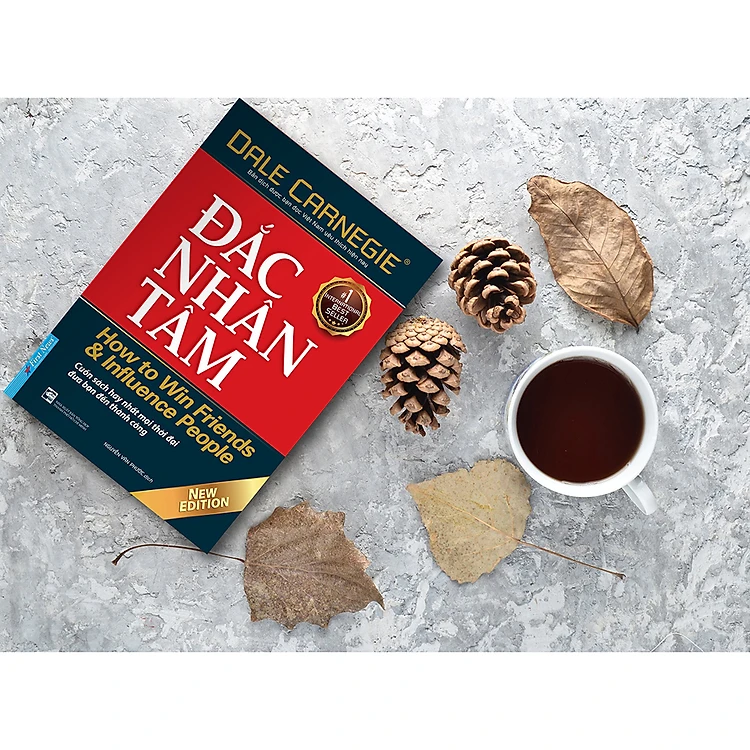 DALE CARNEGIE®
Bản dịch được bạn đọc Việt Nam yêu thích hiện nay
ĐẮC
NHÂN
TÂM
#1
INTERNATIONAL
BEST
SELLER
How to Win Friends
& Influence People
Cuốn sách hay nhất mọi thời đại
đưa bạn đến thành công
First News
NGUYỄN VĂN PHƯỚC dịch
NEW
EDITION